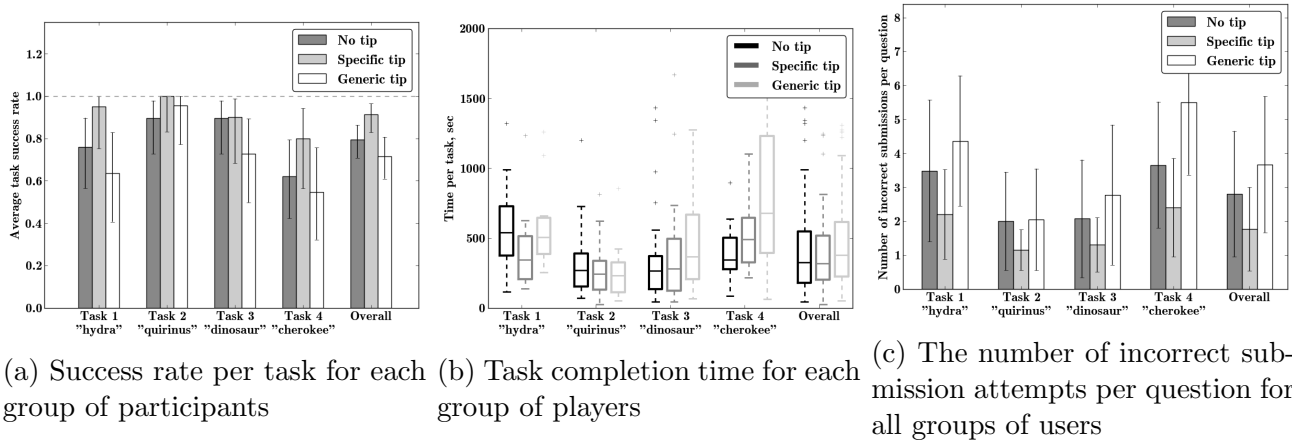 1.2
1.0
0.8
0.6
0.4
0.2
0.0
Average task success rate
No tip
Specific tip
Generic tip
Task 1 Task 2 Task 3 Task 4 Overall
"hydra" "quirinus" "dinosaur" "cherokee"
(a) Success rate per task for each
group of participants
2000
1500
1000
500
0
Time per task, sec
No tip
Specific tip
Generic tip
Task 1 Task 2 Task 3 Task 4 Overall
"hydra" "quirinus" "dinosaur" "cherokee"
(b) Task completion time for each
group of players
8
7
6
5
4
3
2
1
0
Number of incorrect submissions per question
No tip
Specific tip
Generic tip
Task 1 Task 2 Task 3 Task 4 Overall
"hydra" "quirinus" "dinosaur" "cherokee"
(c) The number of incorrect sub-
mission attempts per question for
all groups of users